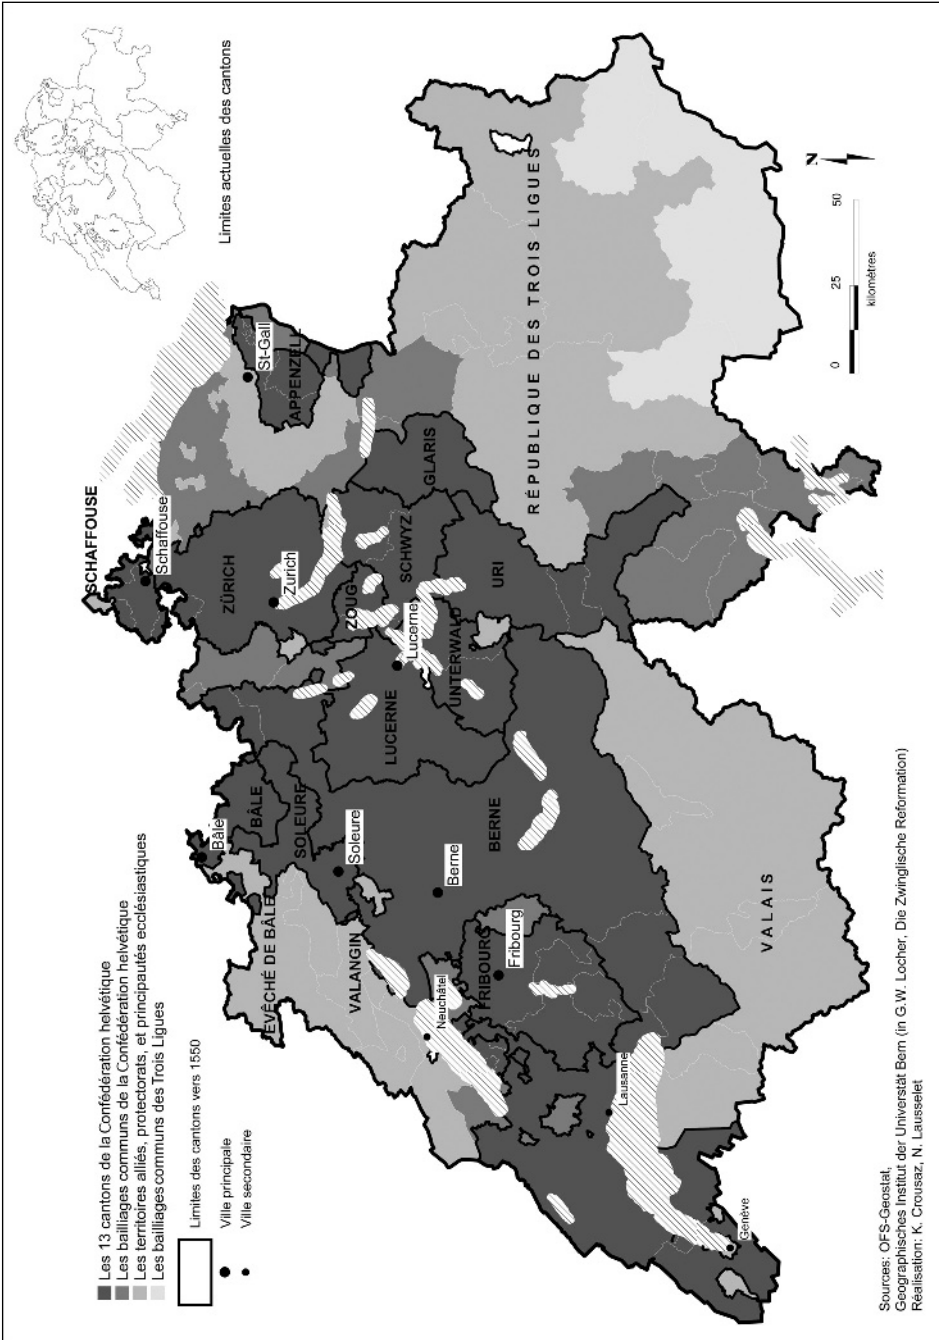 Les 13 cantons de la Confédération helvétique
Les bailliages communs de la Confédération helvétique
Les territoires alliés, protectorats, et principautés ecclésiastiques
Les bailliages communs des Trois Ligues
Limites des cantons vers 1550
Ville principale
Ville secondaire
Limites actuelles des cantons
SCHAFFOUSE
Schaffouse
Bâle
BÂLE
SOLEURE
Soleure
EVÊCHÉ DE BÂLE
VALANGIN
Neuchâtel
ZÜRICH
Zurich
St-Gall
APPENZELL
ZOUG
SCHWYZ
GLARIS
LUCERNE
Lucerne
UNTERWALD
URI
BERNE
Berne
FRIBOURG
Fribourg
Lausanne
Genève
VALAIS
RÉPUBLIQUE DES TROIS LIGUES
N
0 25 50
kilomètres
Sources: OFS-Geostat,
Geographisches Institut der Universtät Bern (in G.W. Locher, Die Zwinglische Reformation)
Réalisation: K. Crousaz, N. Lausselet